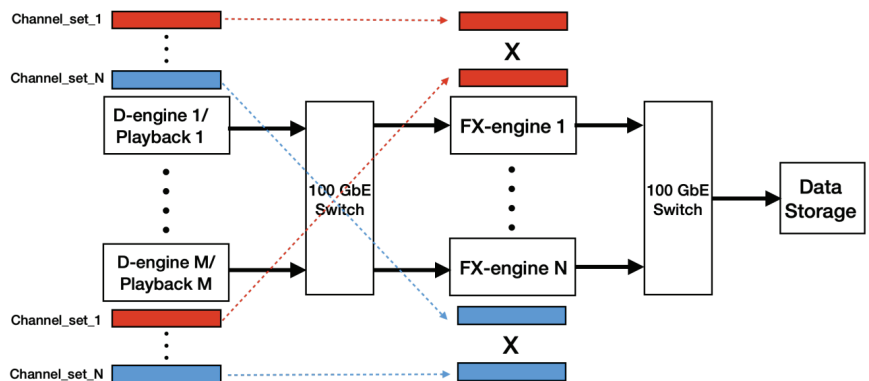 Channel_set_1
Channel_set_N
X
D-engine 1/
Playback 1
FX-engine 1
100 GbE
Switch
100 GbE
Switch
Data
Storage
D-engine M/
Playback M
FX-engine N
Channel_set_1
X
Channel_set_N